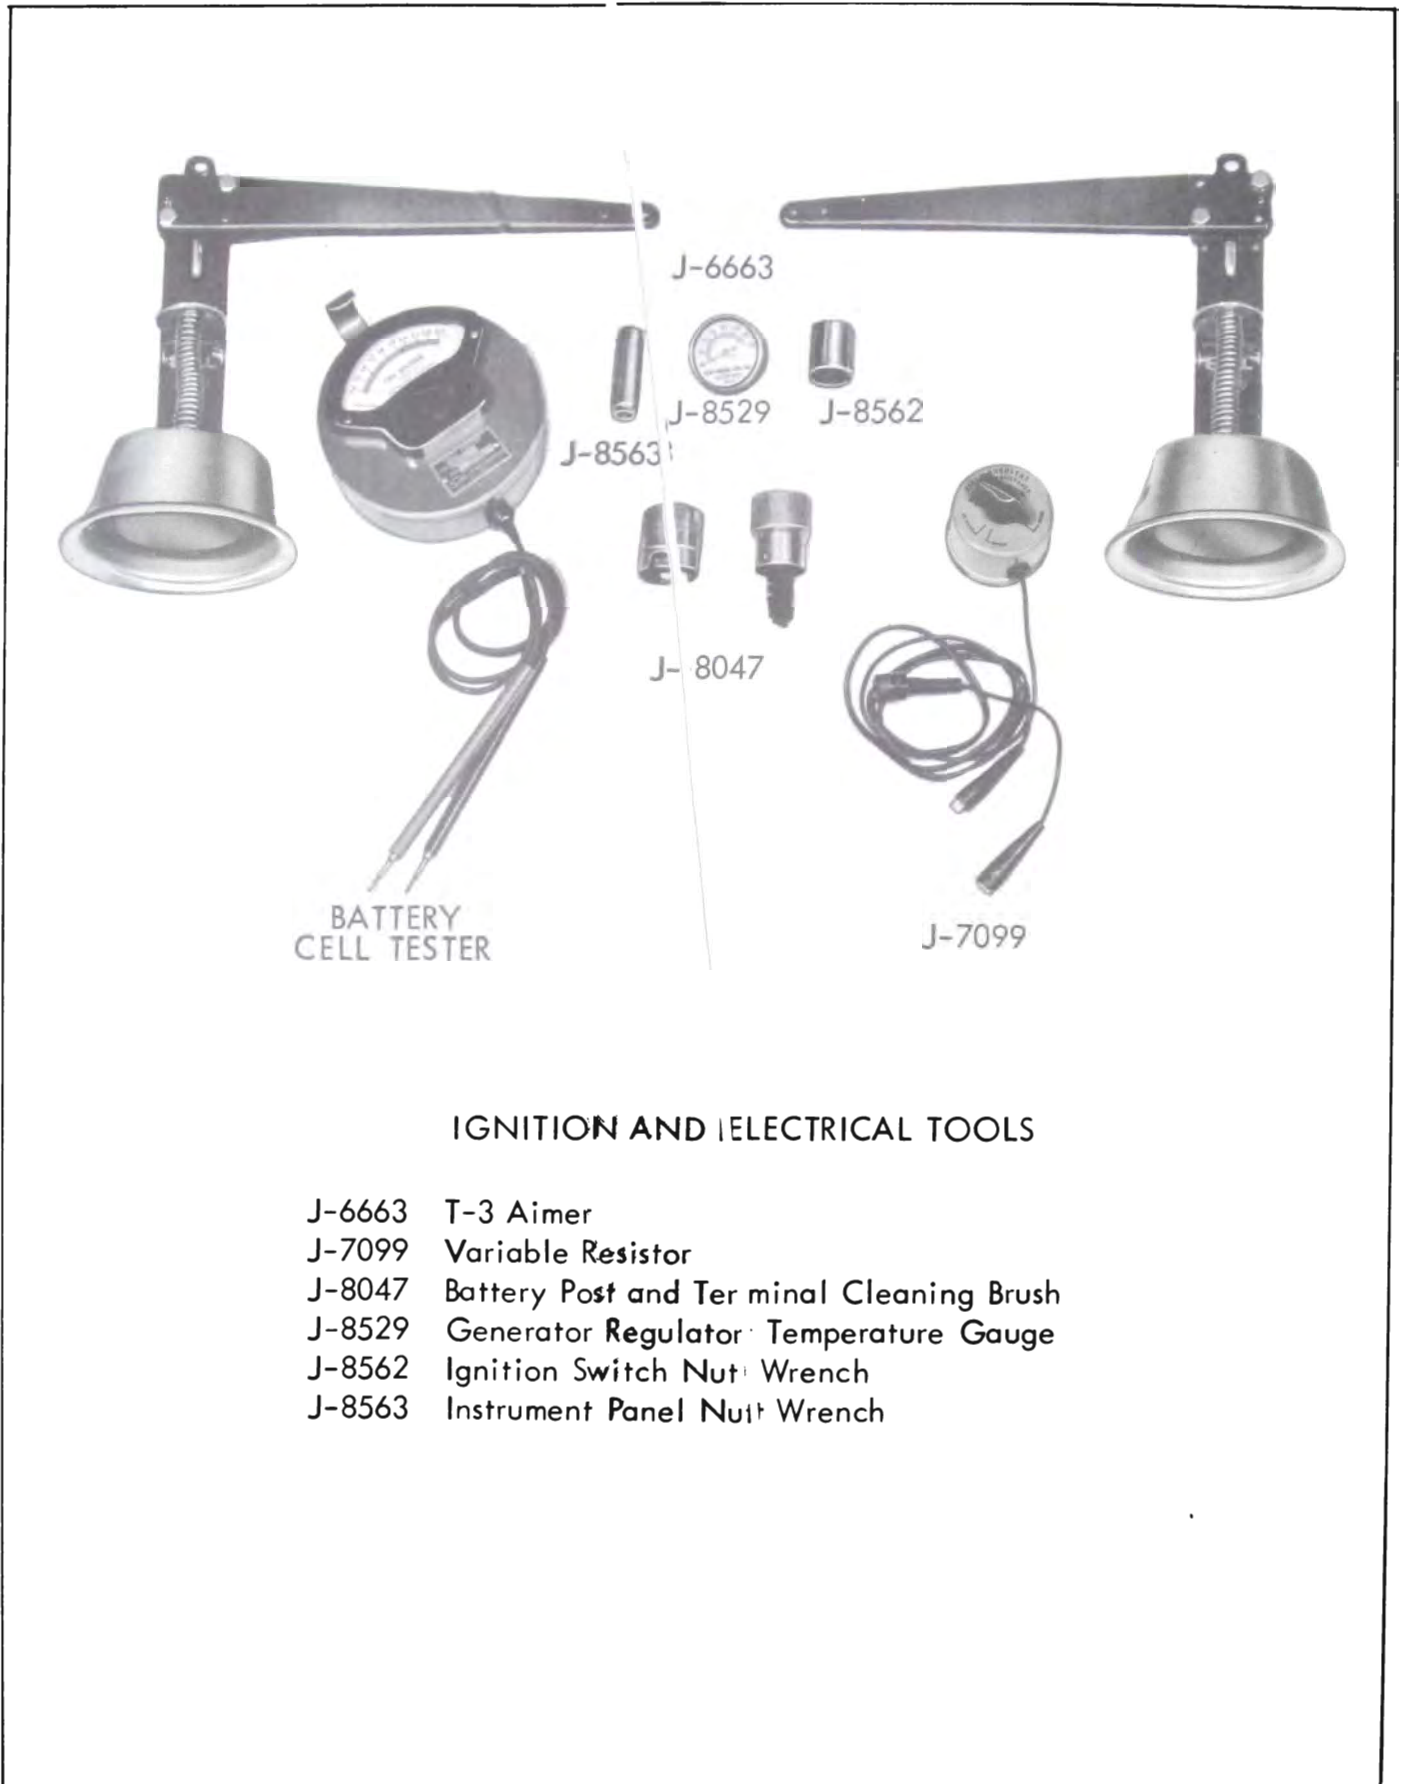 J-6663
J-8529
J-8562
J-8563
J-8047
BATTERY
CELL TESTER
J-7099
IGNITION AND ELECTRICAL TOOLS
J-6663 T-3 Aimer
J-7099 Variable Resistor
J-8047 Battery Post and Terminal Cleaning Brush
J-8529 Generator Regulator Temperature Gauge
J-8562 Ignition Switch Nut Wrench
J-8563 Instrument Panel Nut Wrench